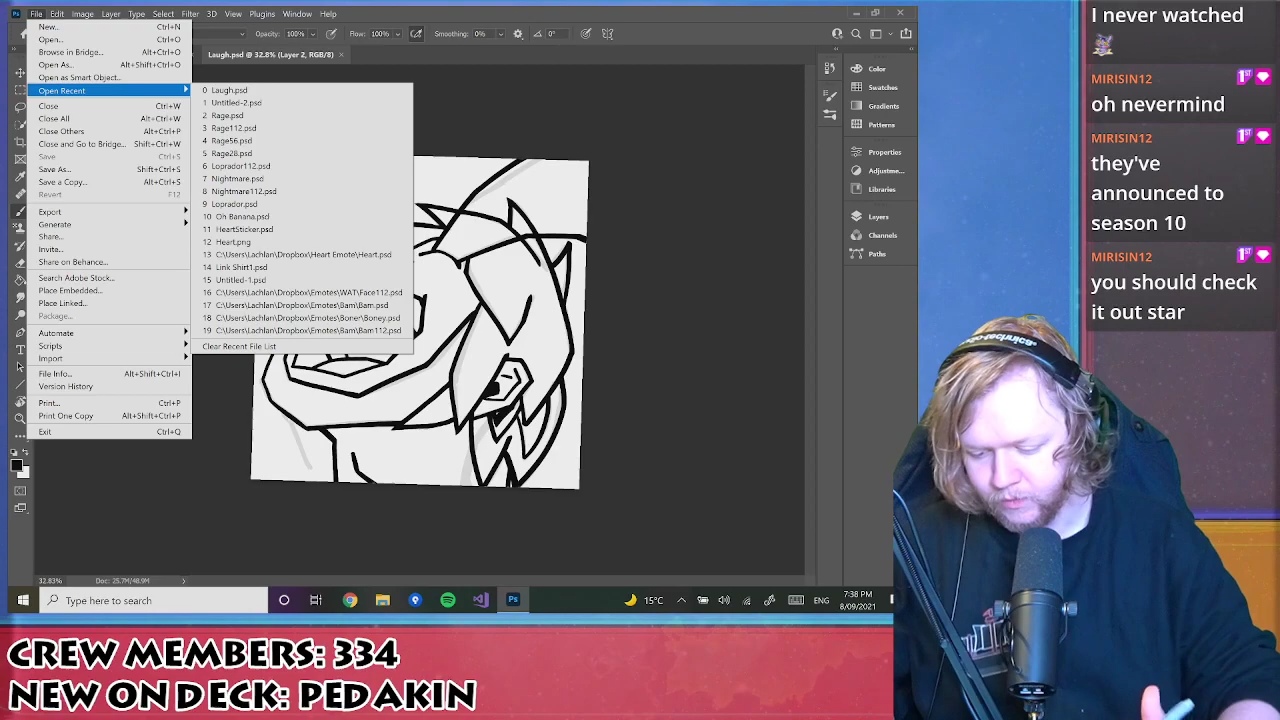 File Edit Image Layer Type Select Filter 3D View Plugins Window Help
Opacity: 100% Flow: 100% Smoothing: 0% 0°
Laugh.psd @ 32.8% (Layer 2, RGB/8)
New... Ctrl+N
Open... Ctrl+O
Browse in Bridge... Alt+Ctrl+O
Open As... Alt+Shift+Ctrl+O
Open as Smart Object...
Open Recent
Close Ctrl+W
Close All Alt+Ctrl+W
Close Others Alt+Ctrl+P
Close and Go to Bridge... Shift+Ctrl+W
Save Ctrl+S
Save As... Shift+Ctrl+S
Save a Copy... Alt+Ctrl+S
Revert F12
Export
Generate
Share...
Invite...
Share on Behance...
Search Adobe Stock...
Place Embedded...
Place Linked...
Package...
Automate
Scripts
Import
File Info... Alt+Shift+Ctrl+I
Version History
Print... Ctrl+P
Print One Copy Alt+Shift+Ctrl+P
Exit Ctrl+Q
0 Laugh.psd
1 Untitled-2.psd
2 Rage.psd
3 Rage112.psd
4 Rage56.psd
5 Rage28.psd
6 Loprador112.psd
7 Nightmare.psd
8 Nightmare112.psd
9 Loprador.psd
10 Oh Banana.psd
11 HeartSticker.psd
12 Heart.png
13 C:\Users\Lachlan\Dropbox\Heart Emote\Heart.psd
14 Link Shirt1.psd
15 Untitled-1.psd
16 C:\Users\Lachlan\Dropbox\Emotes\WAT\Face112.psd
17 C:\Users\Lachlan\Dropbox\Emotes\Bam\Bam.psd
18 C:\Users\Lachlan\Dropbox\Emotes\Boner\Boney.psd
19 C:\Users\Lachlan\Dropbox\Emotes\Bam\Bam112.psd
Clear Recent File List
Color
Swatches
Gradients
Patterns
Properties
Adjustme...
Libraries
Layers
Channels
Paths
32.83% Doc: 25.7M/48.9M
Type here to search
Ps
15°C
ENG
7:38 PM
8/09/2021
I never watched
MIRISIN12
oh nevermind
MIRISIN12
they've
announced to
season 10
MIRISIN12
you should check
it out star
CREW MEMBERS: 334
NEW ON DECK: PEDAKIN